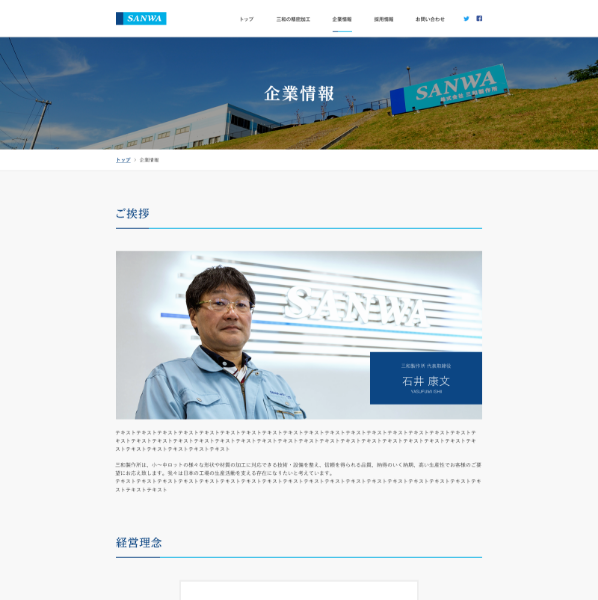 SANWA
トップ
三和の精密加工
企業情報
採用情報
お問い合わせ
企業情報
SANWA
株式会社 三和製作所
トップ
企業情報
ご挨拶
SANWA
三和製作所 代表取締役
石井 康文
YASUFUMI ISHII
テキストテキストテキストテキストテキストテキストテキストテキストテキストテキストテキストテキストテキストテキストテキストテキストテキストテ
キストテキストテキストテキストテキストテキストテキストテキストテキストテキストテキストテキストテキストテキストテキストテキストテキストテキ
ストテキストテキストテキストテキストテキスト
三和製作所は、小〜中ロットの様々な形状や材質の加工に対応できる技術・設備を整え、信頼を得られる品質、納得のいく納期、高い生産性でお客様のご要
望にお応え致します。我々は日本の工場の生産活動を支える存在になりたいと考えています。
テキストテキストテキストテキストテキストテキストテキストテキストテキストテキストテキストテキストテキストテキストテキストテキストテキストテキ
ストテキストテキスト
経営理念